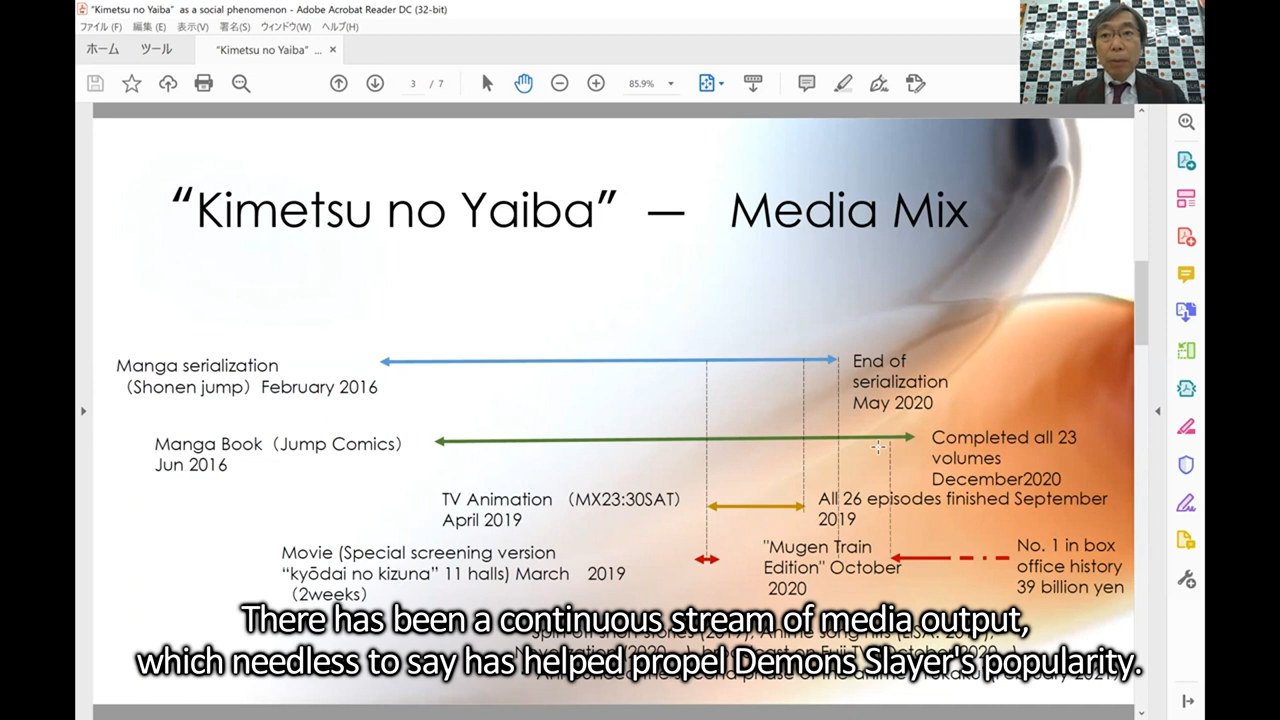 "Kimetsu no Yaiba" as a social phenomenon - Adobe Acrobat Reader DC (32-bit)
ファイル (F) 編集 (E) 表示(V) 署名(S) ウィンドウ(W) ヘルプ(H)
ホーム ツール "Kimetsu no Yaiba" ... ×
3 / 7 85.9%
“Kimetsu no Yaiba” — Media Mix
Manga serialization
（Shonen jump）February 2016
End of
serialization
May 2020
Manga Book（Jump Comics）
Jun 2016
Completed all 23
volumes
December2020
TV Animation （MX23:30SAT）
April 2019
All 26 episodes finished September
2019
Movie (Special screening version
“kyōdai no kizuna” 11 halls) March 2019
（2weeks）
"Mugen Train
Edition" October
2020
No. 1 in box
office history
39 billion yen
There has been a continuous stream of media output,
which needless to say has helped propel Demons Slayer's popularity.